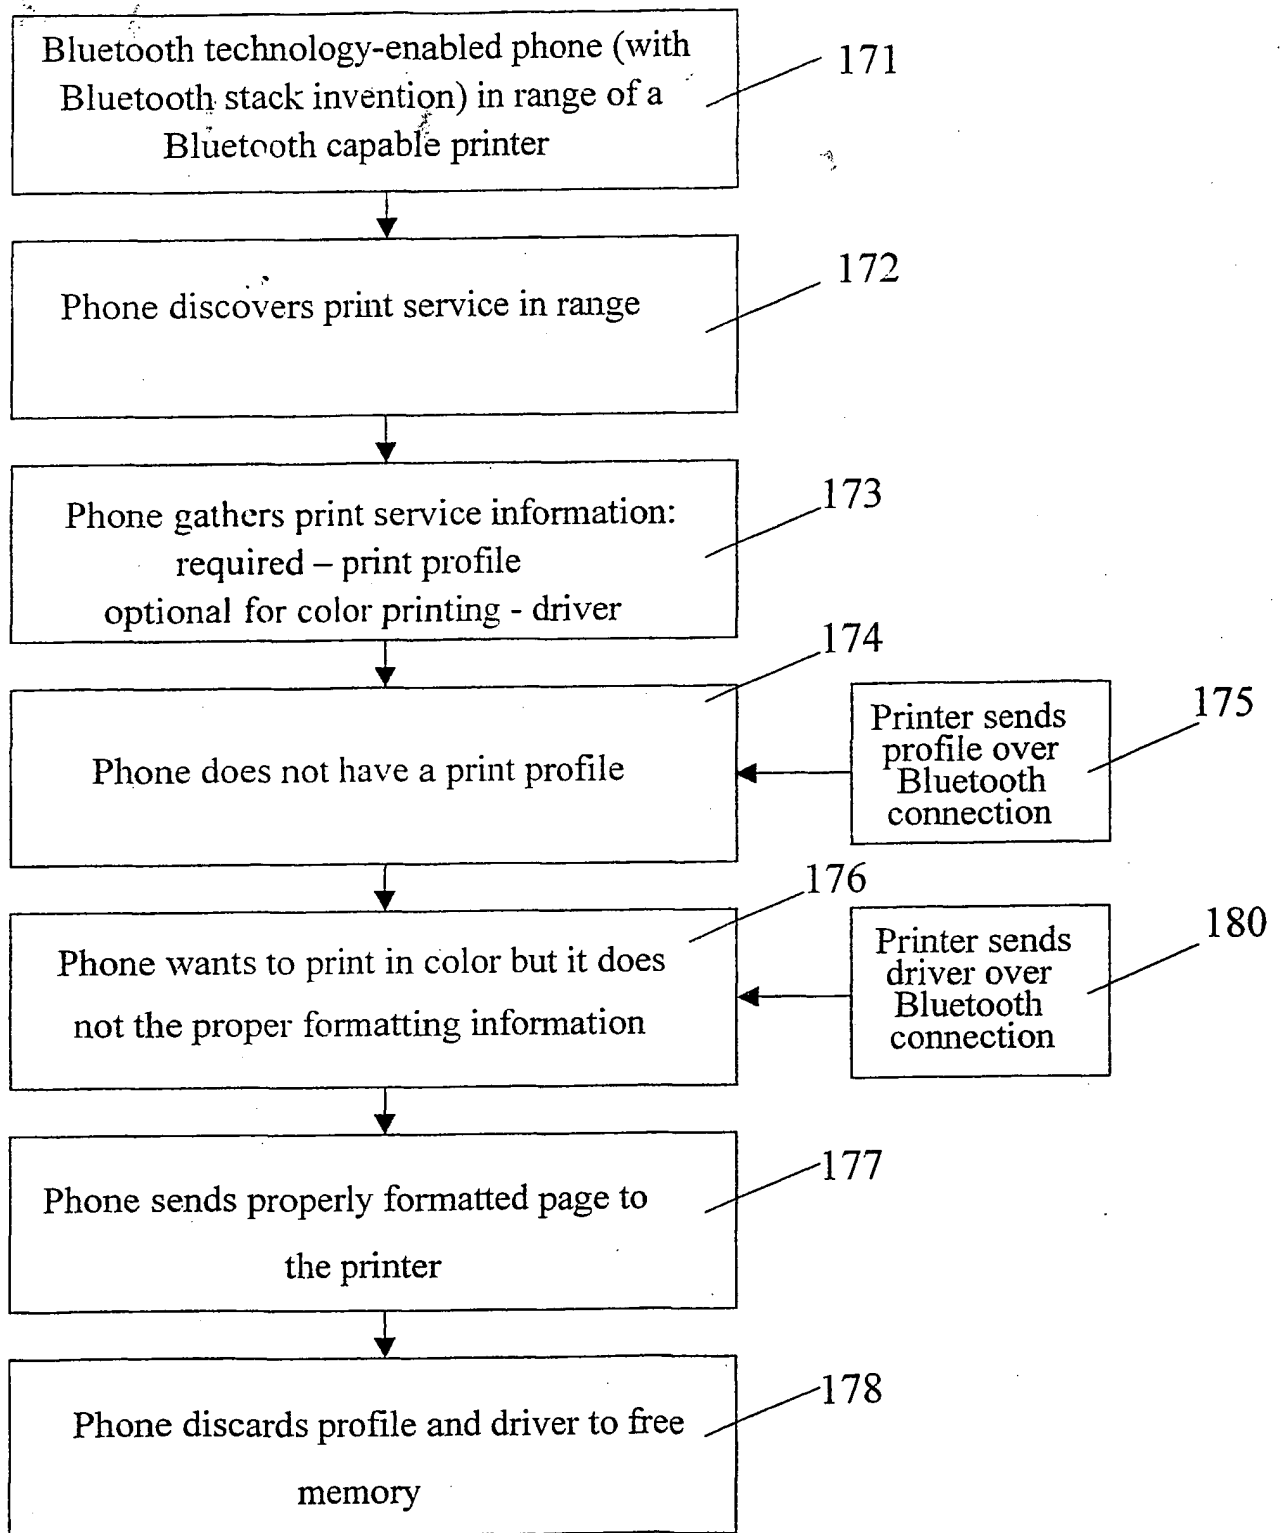 Bluetooth technology-enabled phone (with
Bluetooth stack invention) in range of a
Bluetooth capable printer
171
Phone discovers print service in range
172
Phone gathers print service information:
required – print profile
optional for color printing - driver
173
Phone does not have a print profile
174
Printer sends
profile over
Bluetooth
connection
175
Phone wants to print in color but it does
not the proper formatting information
176
Printer sends
driver over
Bluetooth
connection
180
Phone sends properly formatted page to
the printer
177
Phone discards profile and driver to free
memory
178